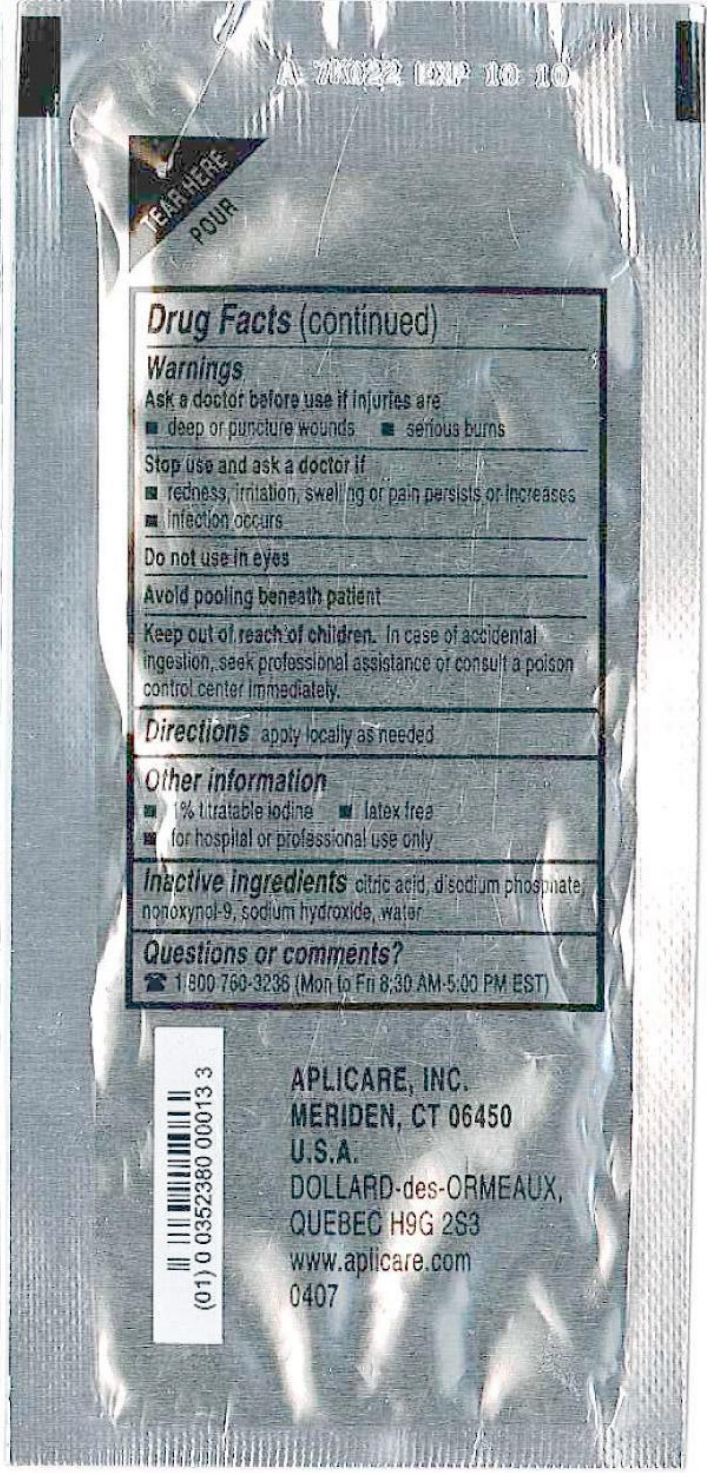 A 7K022 EXP 10 10
TEAR HERE
POUR
Drug Facts (continued)
Warnings
Ask a doctor before use if injuries are
■ deep or puncture wounds ■ serious burns
Stop use and ask a doctor if
■ redness, irritation, swelling or pain persists or increases
■ infection occurs
Do not use in eyes
Avoid pooling beneath patient
Keep out of reach of children. In case of accidental
ingestion, seek professional assistance or consult a poison
control center immediately.
Directions apply locally as needed
Other information
■ 1% titratable iodine ■ latex free
■ for hospital or professional use only
Inactive ingredients citric acid, disodium phosphate,
nonoxynol-9, sodium hydroxide, water
Questions or comments?
☎ 1 800 760-3236 (Mon to Fri 8:30 AM-5:00 PM EST)
(01) 0 0352380 00013 3
APLICARE, INC.
MERIDEN, CT 06450
U.S.A.
DOLLARD-des-ORMEAUX,
QUEBEC H9G 2S3
www.aplicare.com
0407